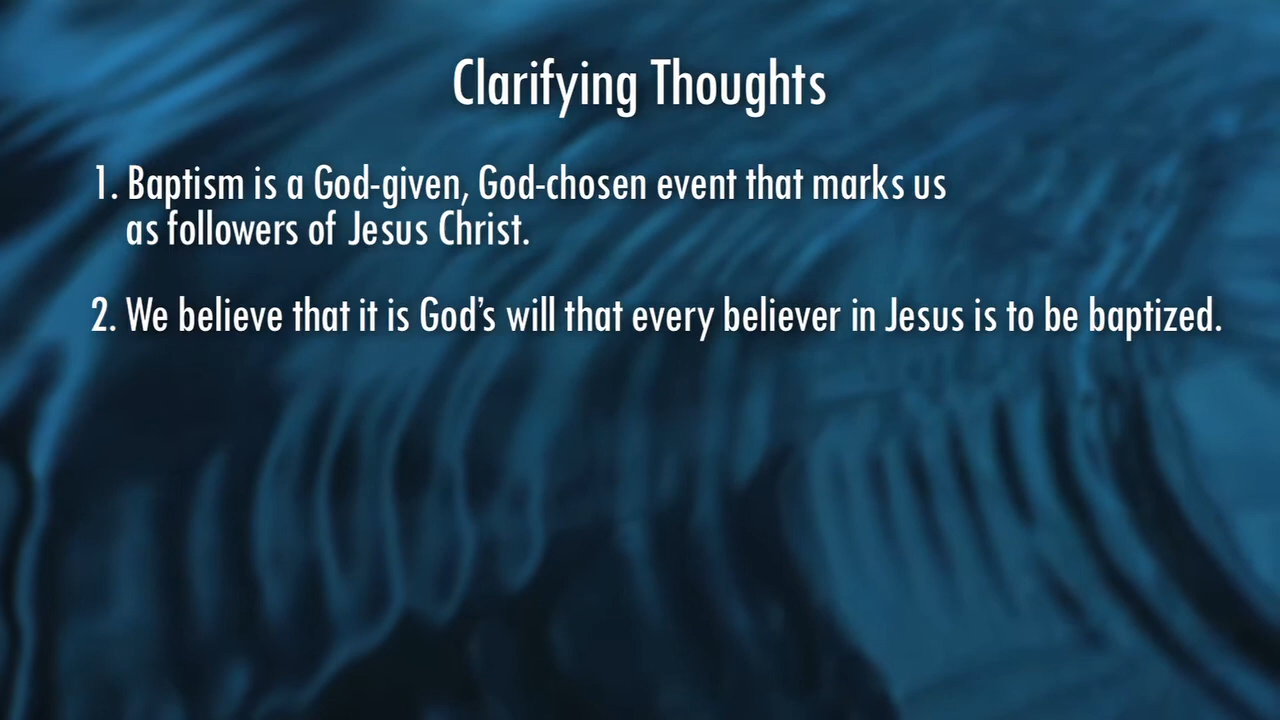 Clarifying Thoughts
1. Baptism is a God-given, God-chosen event that marks us
as followers of Jesus Christ.
2. We believe that it is God’s will that every believer in Jesus is to be baptized.